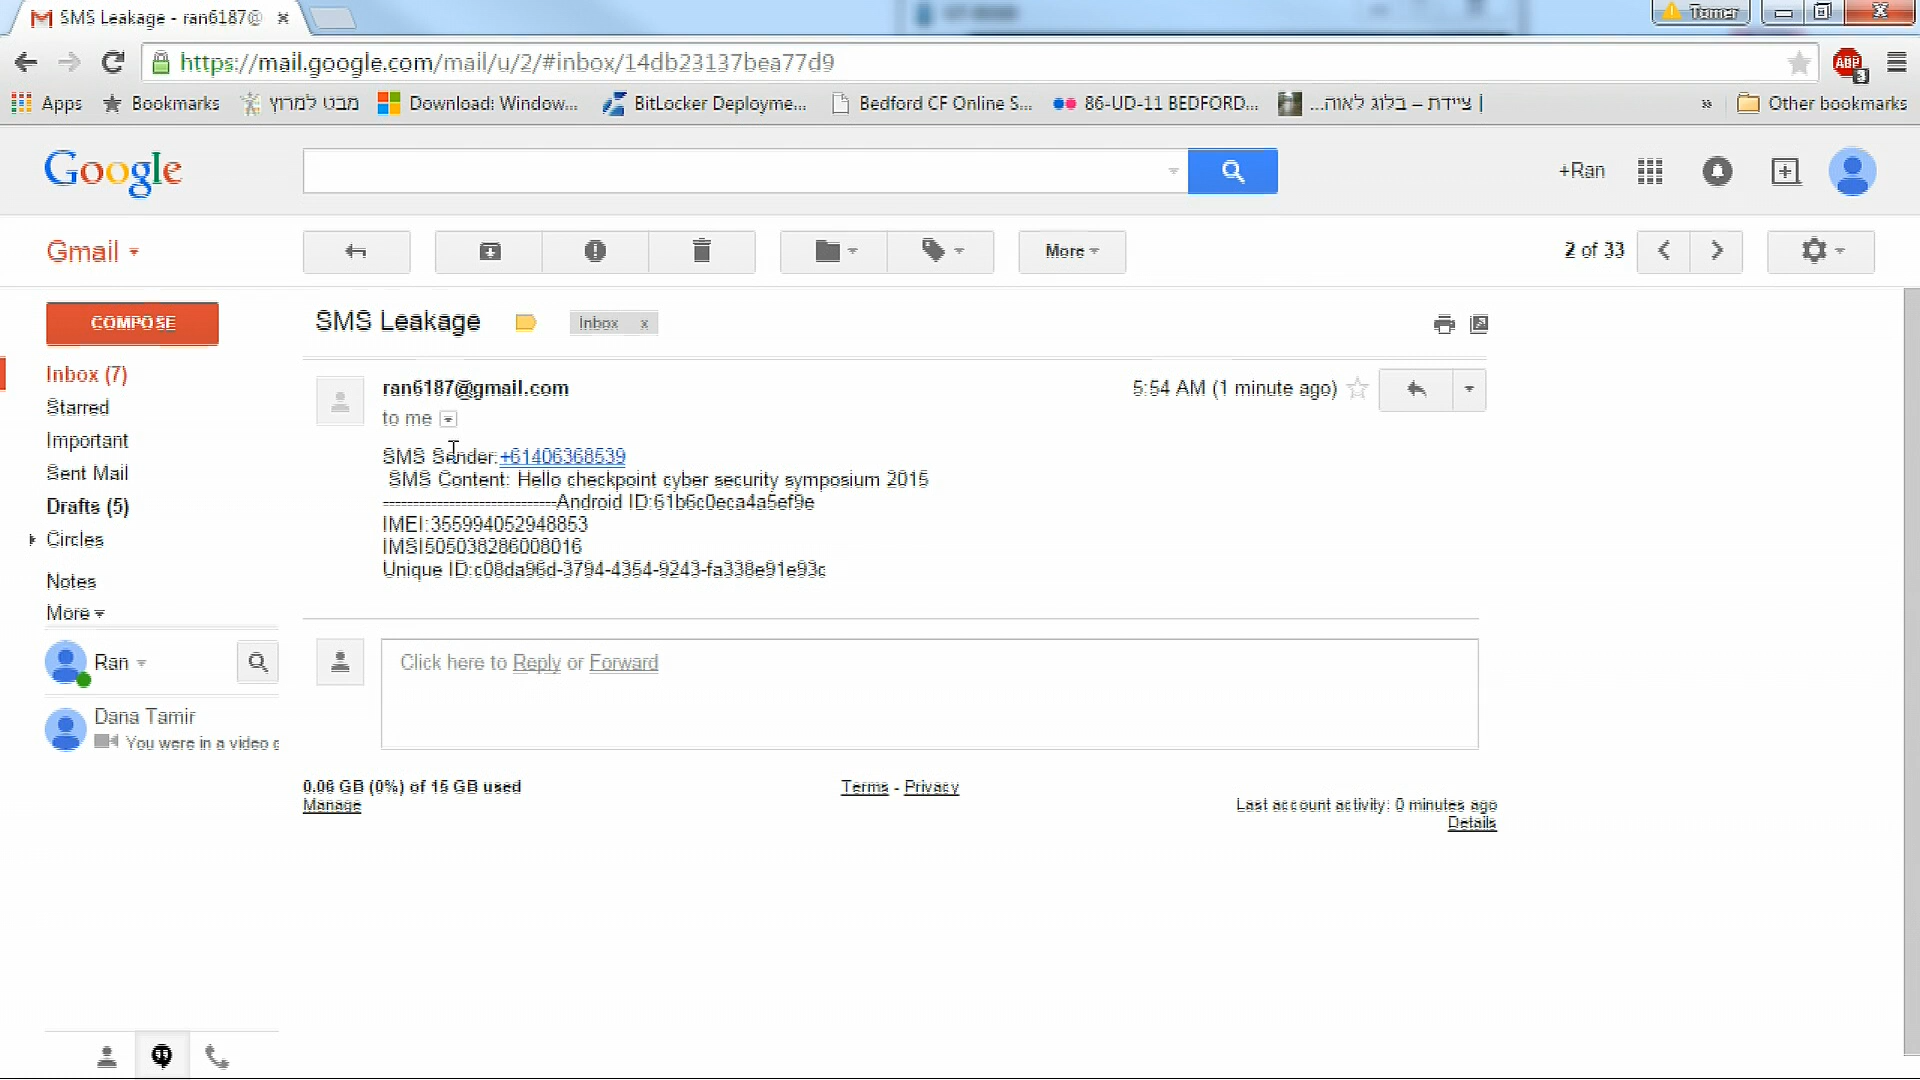 SMS Leakage - ran6187@
Tomer
https://mail.google.com/mail/u/2/#inbox/14db23137bea77d9
ABP
3
Apps
Bookmarks
מבט למרוץ
Download: Window...
BitLocker Deployme...
Bedford CF Online S...
86-UD-11 BEDFORD...
ציידת – בלוג לאוה...
»
Other bookmarks
Google
+Ran
Gmail
More
2 of 33
COMPOSE
SMS Leakage
Inbox x
Inbox (7)
Starred
Important
Sent Mail
Drafts (5)
Circles
Notes
More
ran6187@gmail.com
5:54 AM (1 minute ago)
to me
SMS Sender:+61406368539
SMS Content: Hello checkpoint cyber security symposium 2015
----------------------------Android ID:61b6c0eca4a5ef9e
IMEI:355994052948853
IMSI505038286008016
Unique ID:c08da96d-3794-4354-9243-fa338e91e93c
Ran
Dana Tamir
You were in a video c
Click here to Reply or Forward
0.06 GB (0%) of 15 GB used
Manage
Terms - Privacy
Last account activity: 0 minutes ago
Details